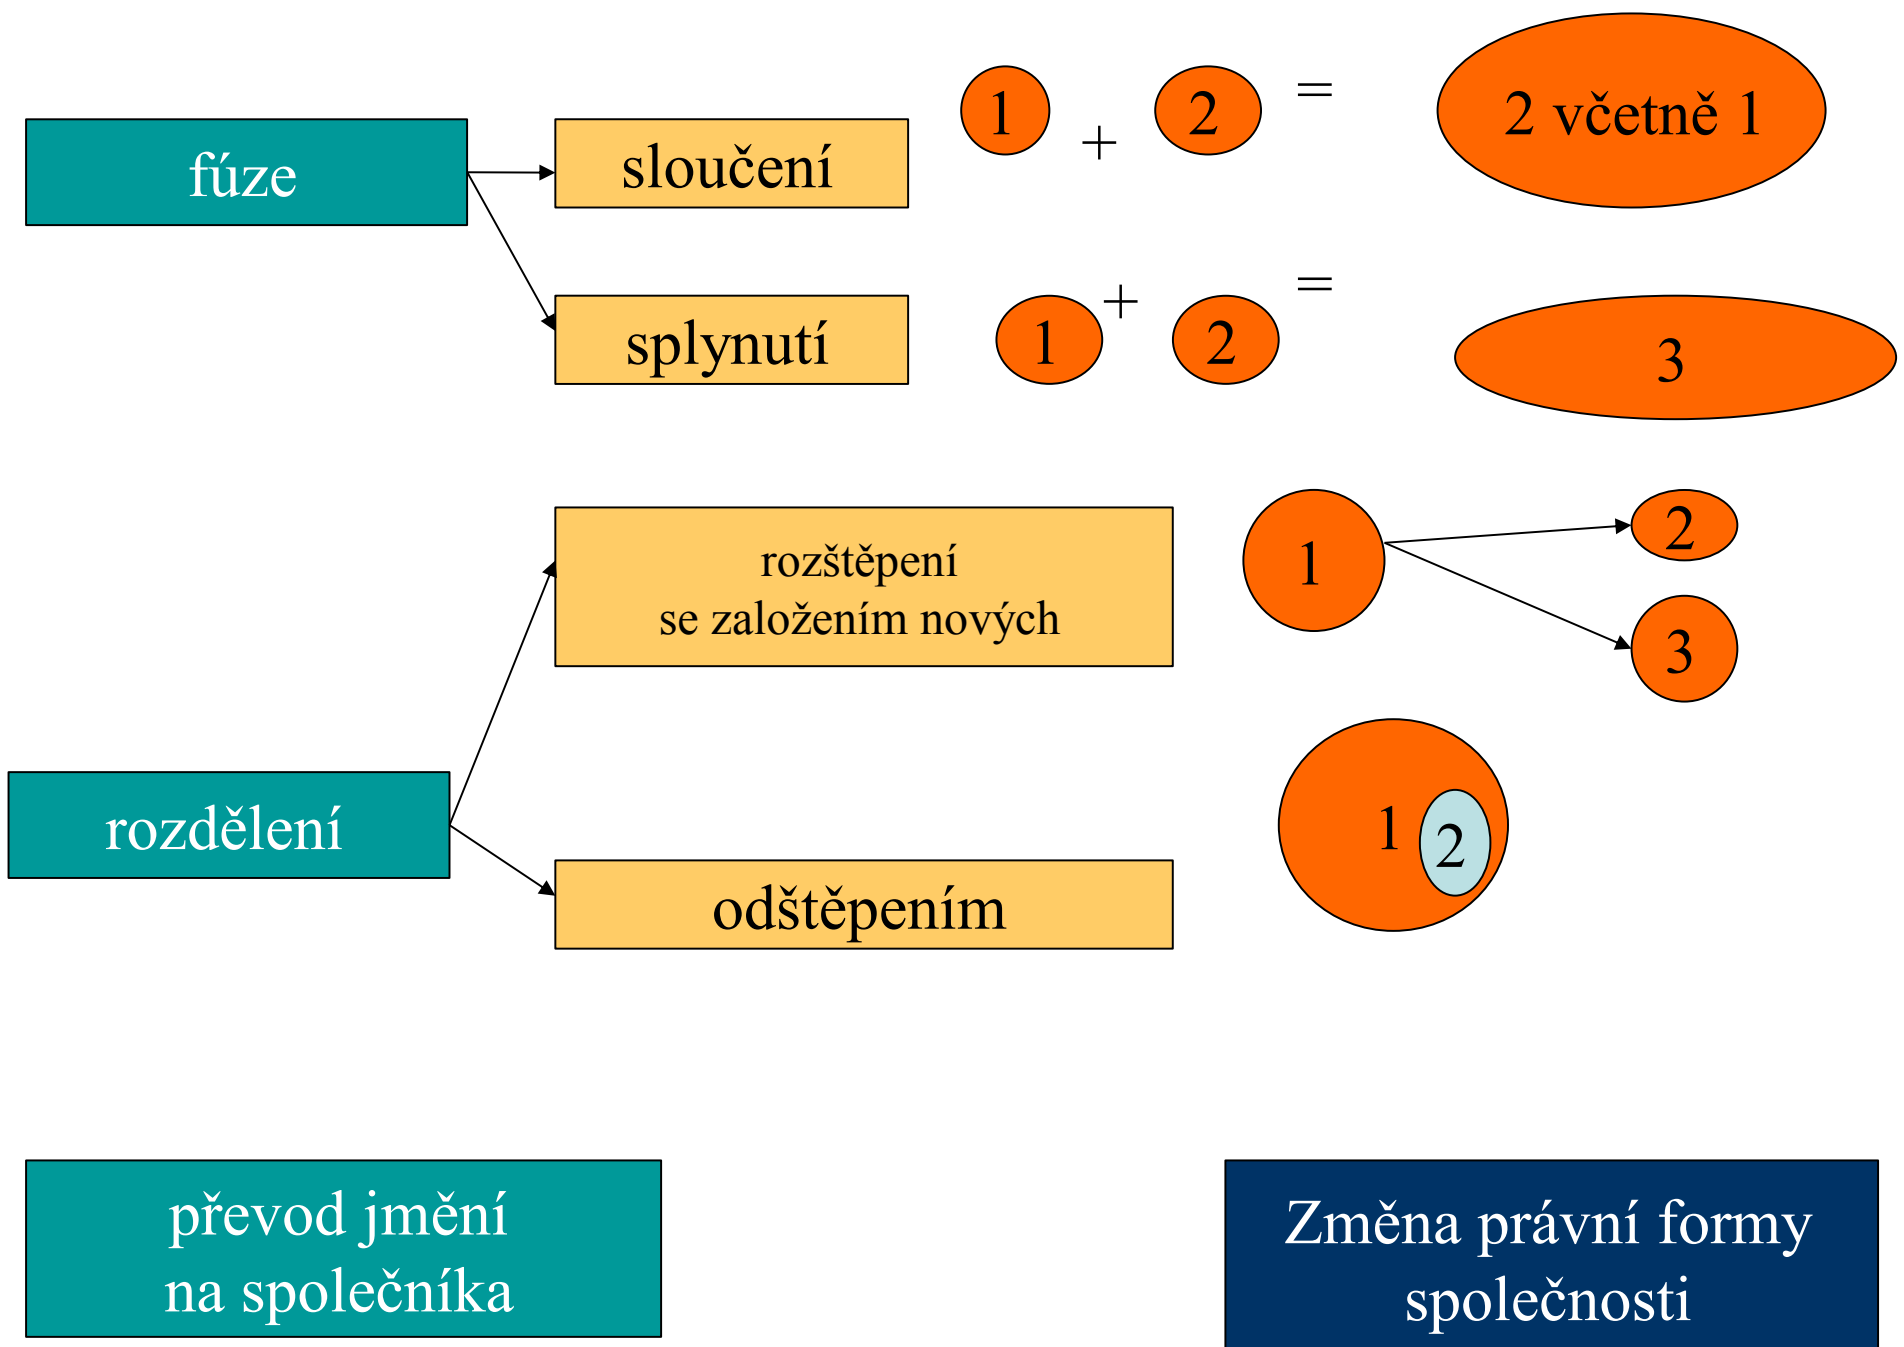 fúze
sloučení
1 + 2 = 2 včetně 1
splynutí
1 + 2 = 3
rozštěpení
se založením nových
1
2
3
rozdělení
odštěpením
1 2
převod jmění
na společníka
Změna právní formy
společnosti